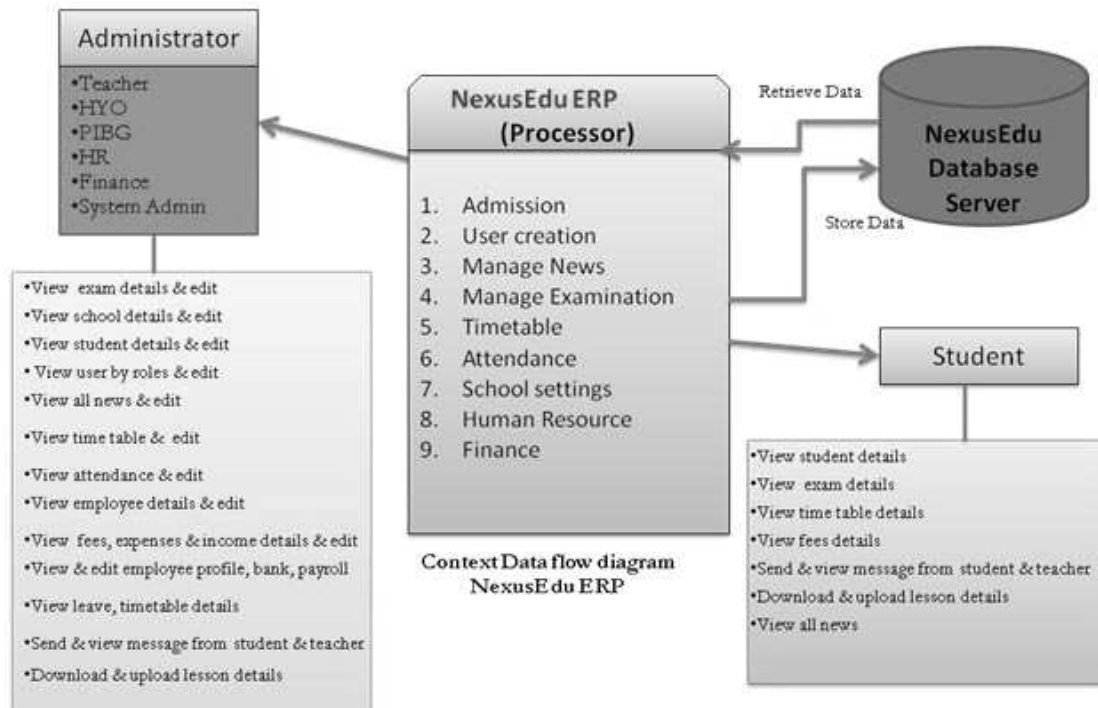 Administrator
•Teacher
•HYO
•PIBG
•HR
•Finance
•System Admin
•View exam details & edit
•View school details & edit
•View student details & edit
•View user by roles & edit
•View all news & edit
•View time table & edit
•View attendance & edit
•View employee details & edit
•View fees, expenses & income details & edit
•View & edit employee profile, bank, payroll
•View leave, timetable details
•Send & view message from student & teacher
•Download & upload lesson details
NexusEdu ERP
(Processor)
1. Admission
2. User creation
3. Manage News
4. Manage Examination
5. Timetable
6. Attendance
7. School settings
8. Human Resource
9. Finance
Context Data flow diagram
NexusEdu ERP
Retrieve Data
Store Data
NexusEdu
Database
Server
Student
•View student details
•View exam details
•View time table details
•View fees details
•Send & view message from student & teacher
•Download & upload lesson details
•View all news